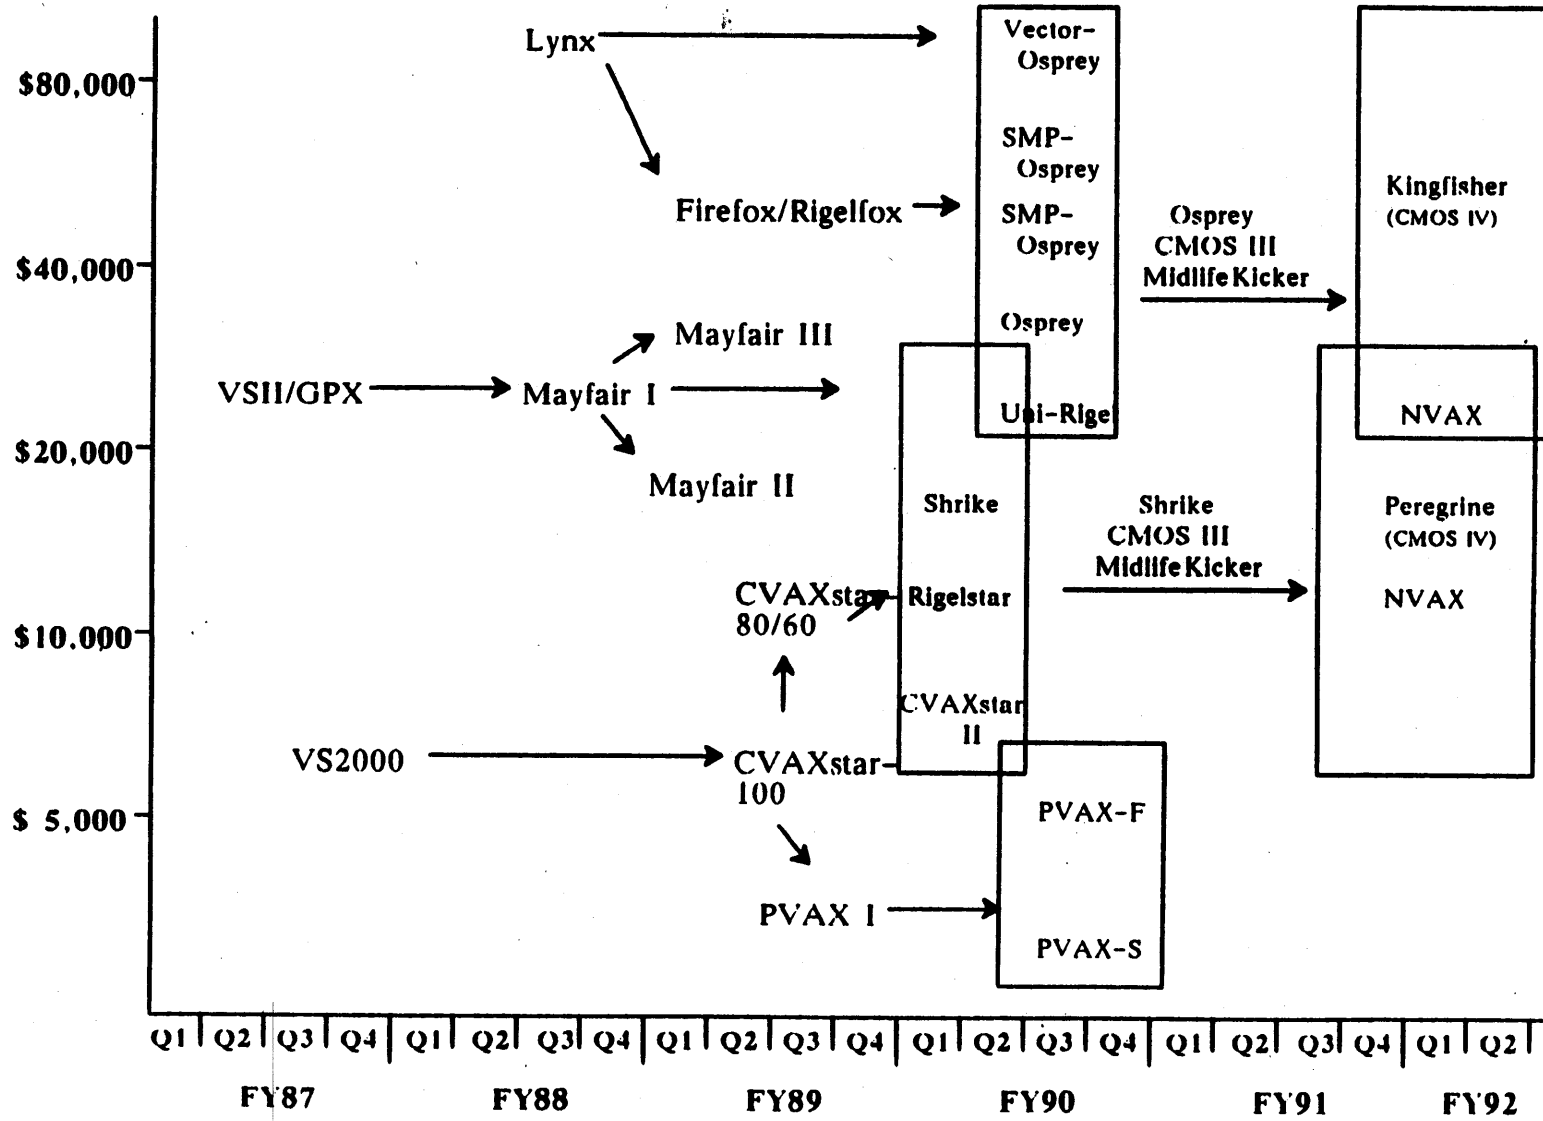 Lynx
Vector-
Osprey
$80,000
SMP-
Osprey
Kingfisher
(CMOS IV)
Firefox/Rigelfox
SMP-
Osprey
Osprey
CMOS III
Midlife Kicker
$40,000
Mayfair III
Osprey
VSII/GPX
Mayfair I
Uni-Rigel
NVAX
$20,000
Mayfair II
Shrike
Shrike
CMOS III
Midlife Kicker
Peregrine
(CMOS IV)
CVAXstar
80/60
Rigelstar
NVAX
$10,000
CVAXstar
II
VS2000
CVAXstar-
100
$ 5,000
PVAX-F
PVAX I
PVAX-S
Q1 Q2 Q3 Q4 Q1 Q2 Q3 Q4 Q1 Q2 Q3 Q4 Q1 Q2 Q3 Q4 Q1 Q2 Q3 Q4 Q1 Q2
FY87 FY88 FY89 FY90 FY91 FY92